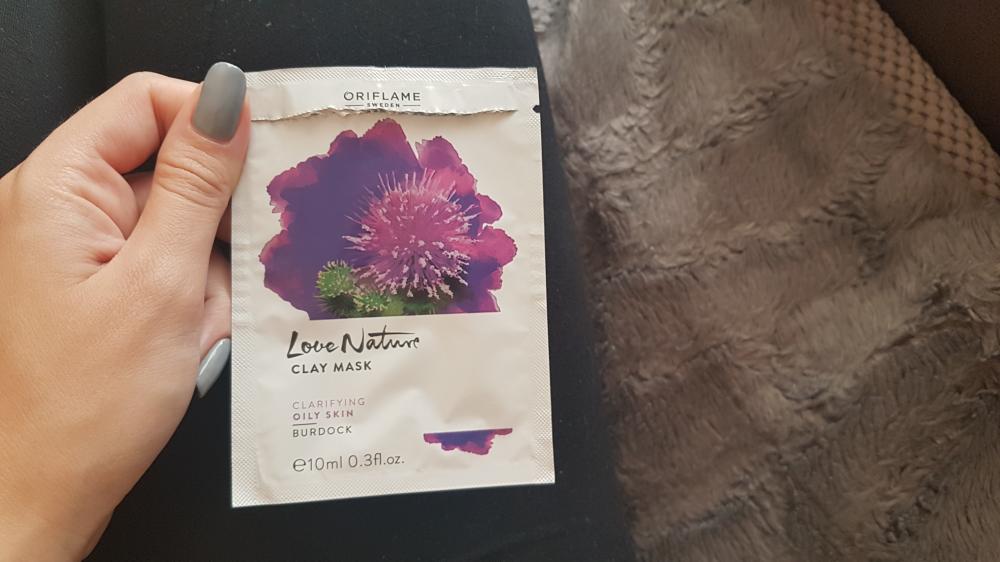 ORIFLAME
SWEDEN
Love Nature
CLAY MASK
CLARIFYING
OILY SKIN
BURDOCK
℮10ml 0.3fl.oz.